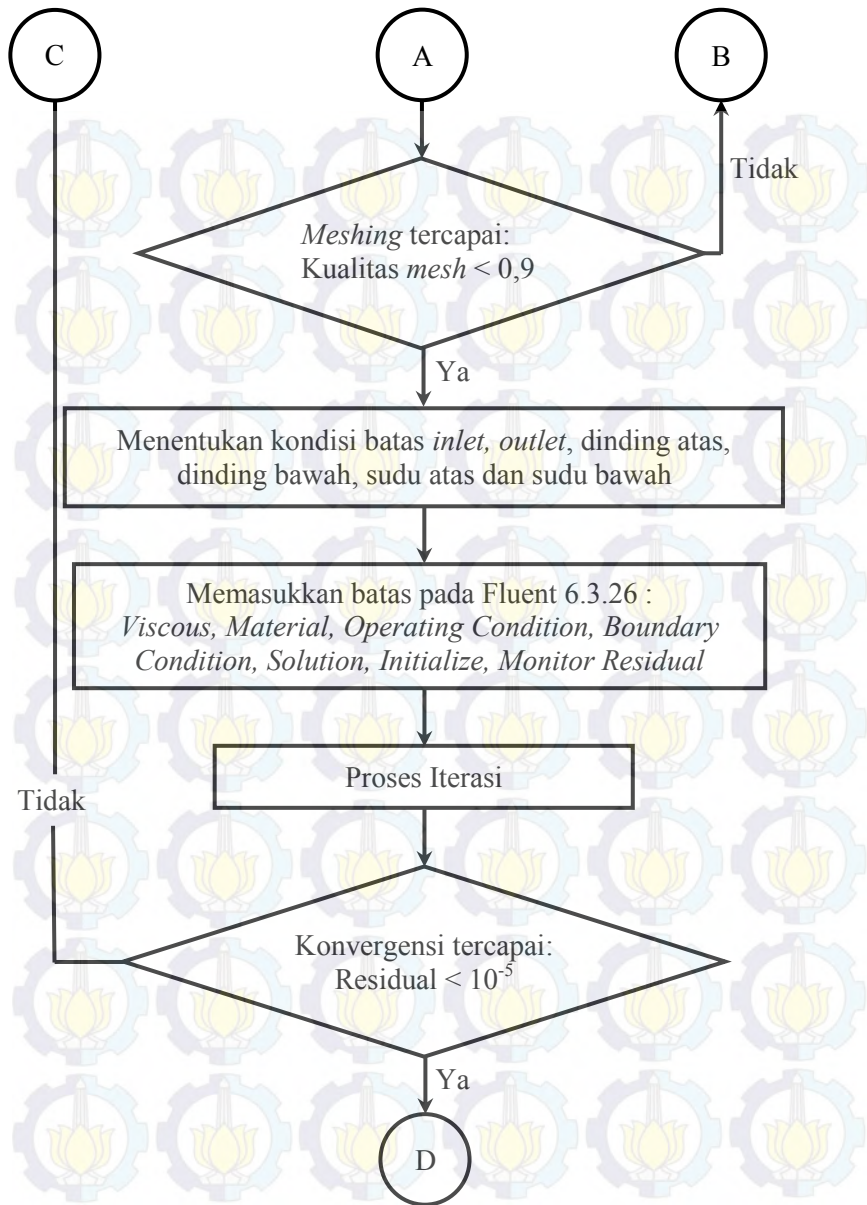 C
A
B
Tidak
Meshing tercapai:
Kualitas mesh < 0,9
Ya
Menentukan kondisi batas inlet, outlet, dinding atas,
dinding bawah, sudu atas dan sudu bawah
Memasukkan batas pada Fluent 6.3.26 :
Viscous, Material, Operating Condition, Boundary
Condition, Solution, Initialize, Monitor Residual
Proses Iterasi
Tidak
Konvergensi tercapai:
Residual < 10⁻⁵
Ya
D